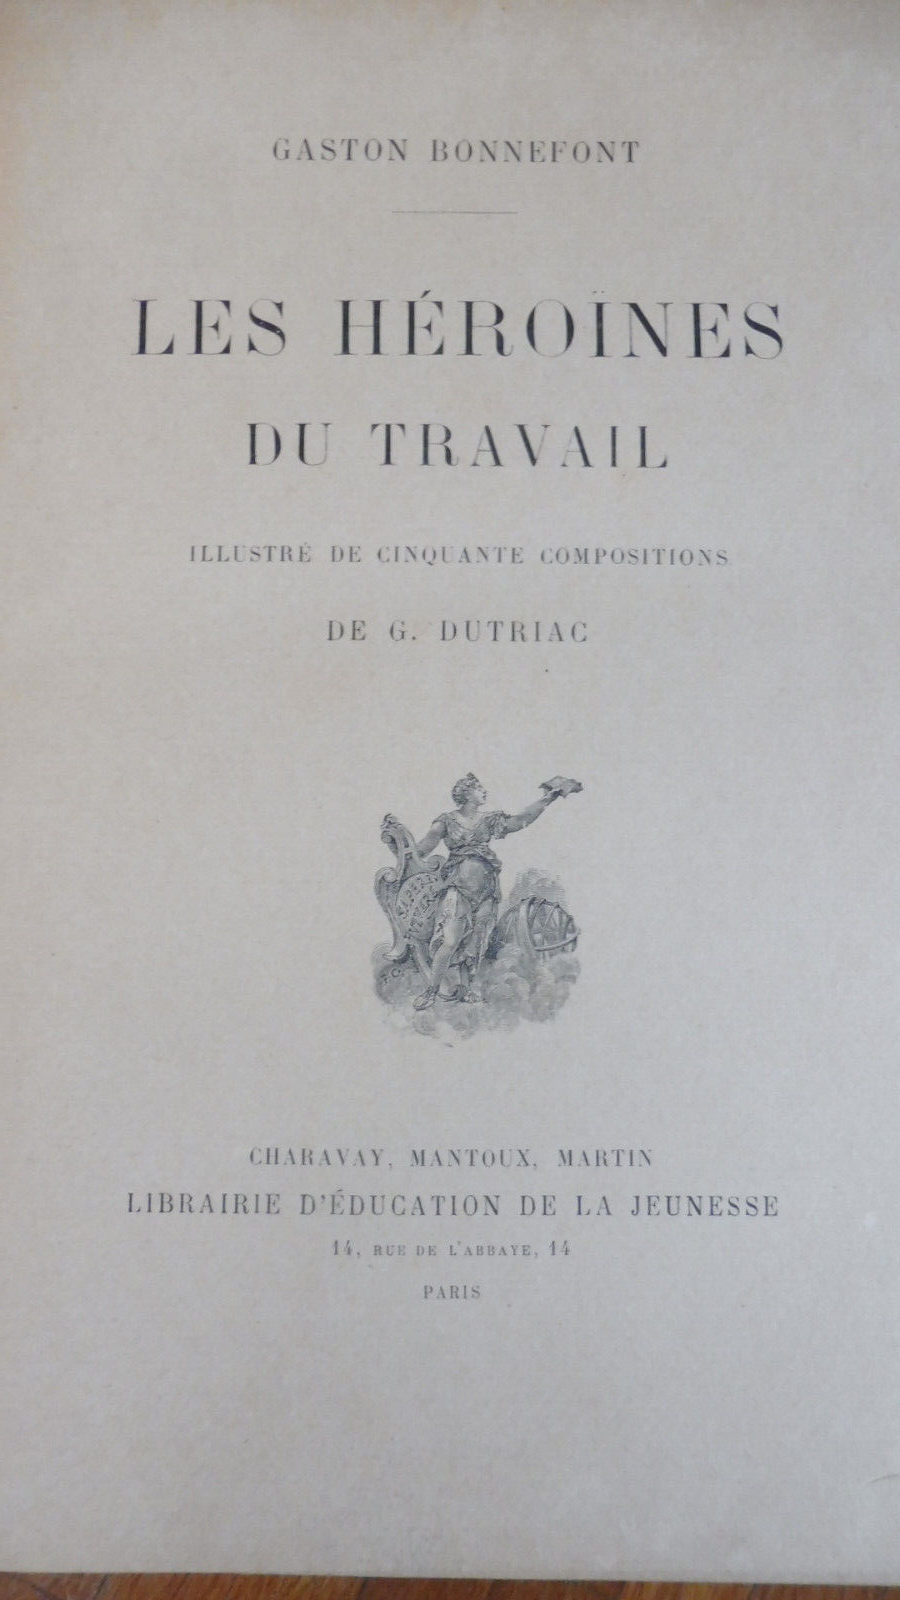 GASTON BONNEFONT
LES HÉROÏNES
DU TRAVAIL
ILLUSTRÉ DE CINQUANTE COMPOSITIONS
DE G. DUTRIAC
CHARAVAY, MANTOUX, MARTIN
LIBRAIRIE D'ÉDUCATION DE LA JEUNESSE
14, RUE DE L'ABBAYE, 14
PARIS